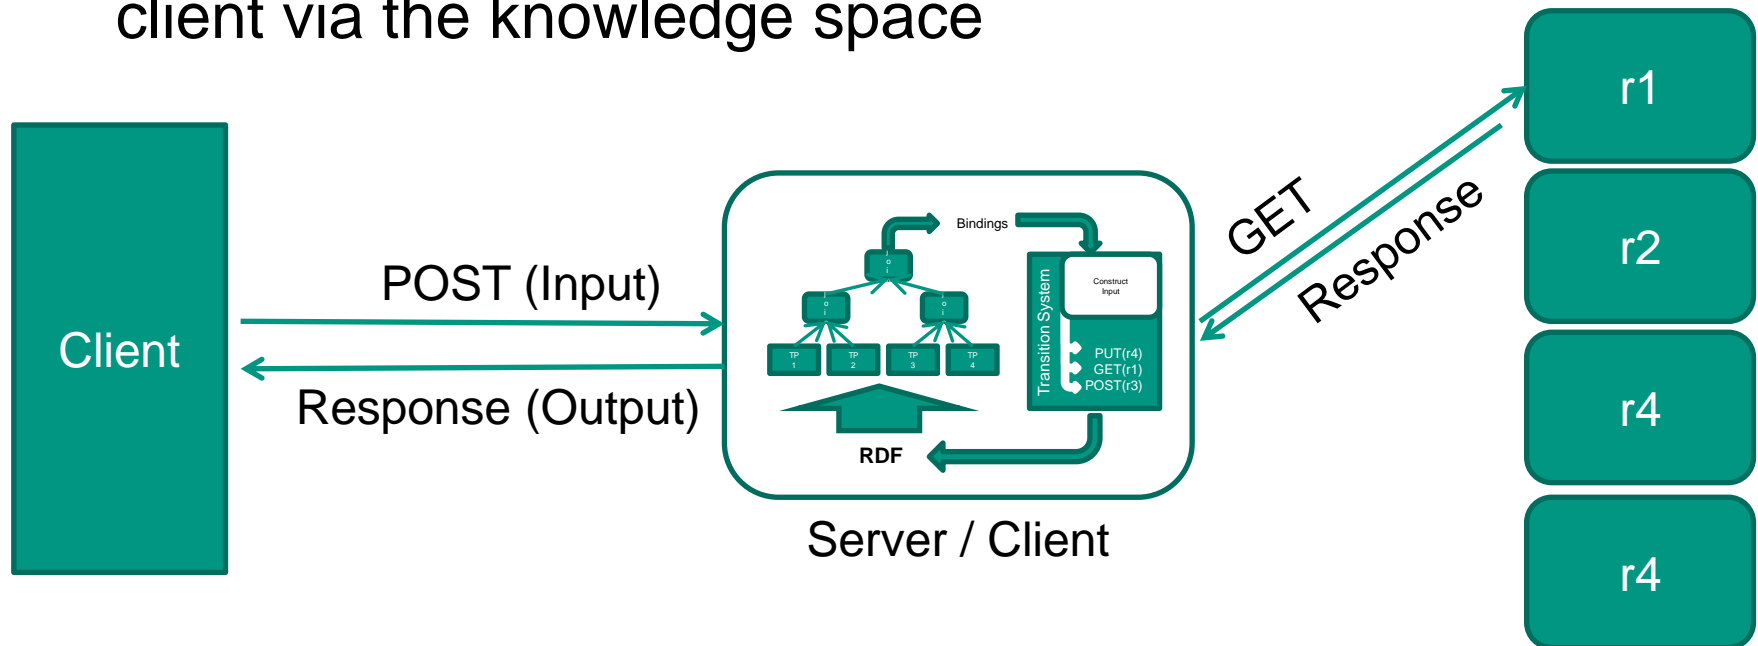 client via the knowledge space
Client
POST (Input)
Response (Output)
Bindings
J
o
i
J
o
i
J
o
i
TP
1
TP
2
TP
3
TP
4
RDF
Transition System
Construct
Input
PUT(r4)
GET(r1)
POST(r3)
Server / Client
GET
Response
r1
r2
r4
r4